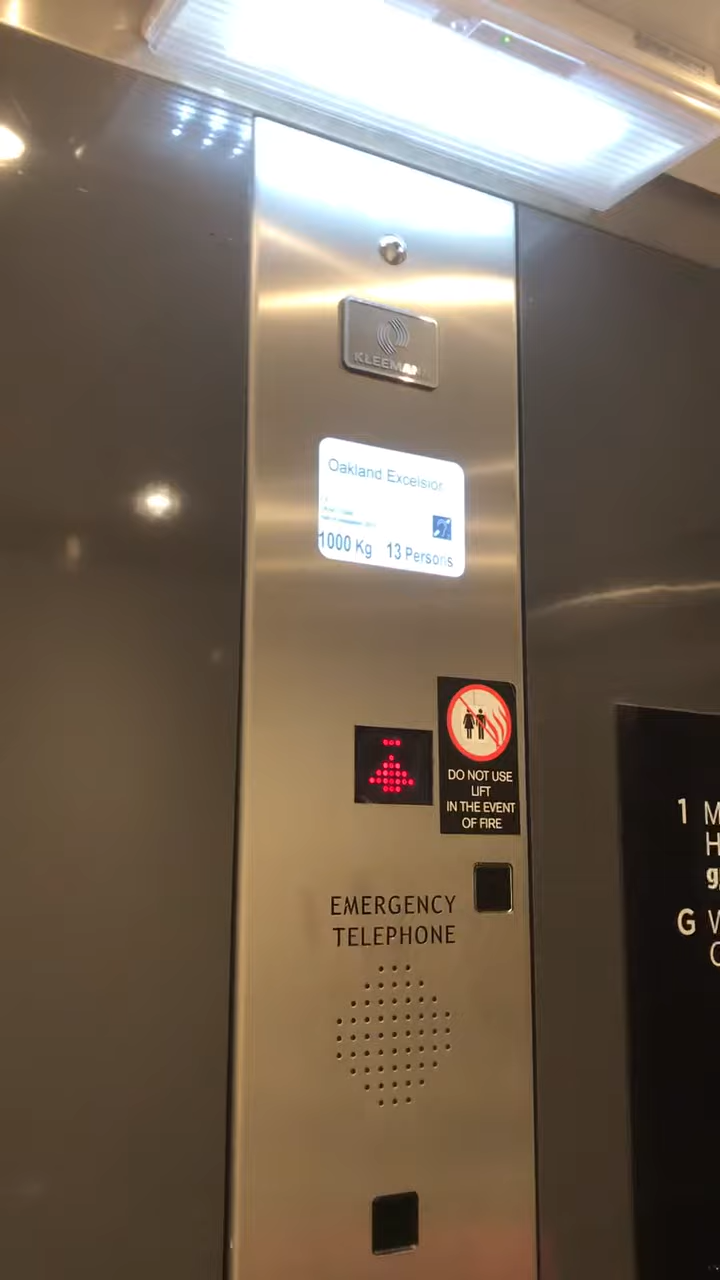 KLEEMANN
Oakland Excelsior
1000 Kg 13 Persons
DO NOT USE
LIFT
IN THE EVENT
OF FIRE
EMERGENCY
TELEPHONE
1
G